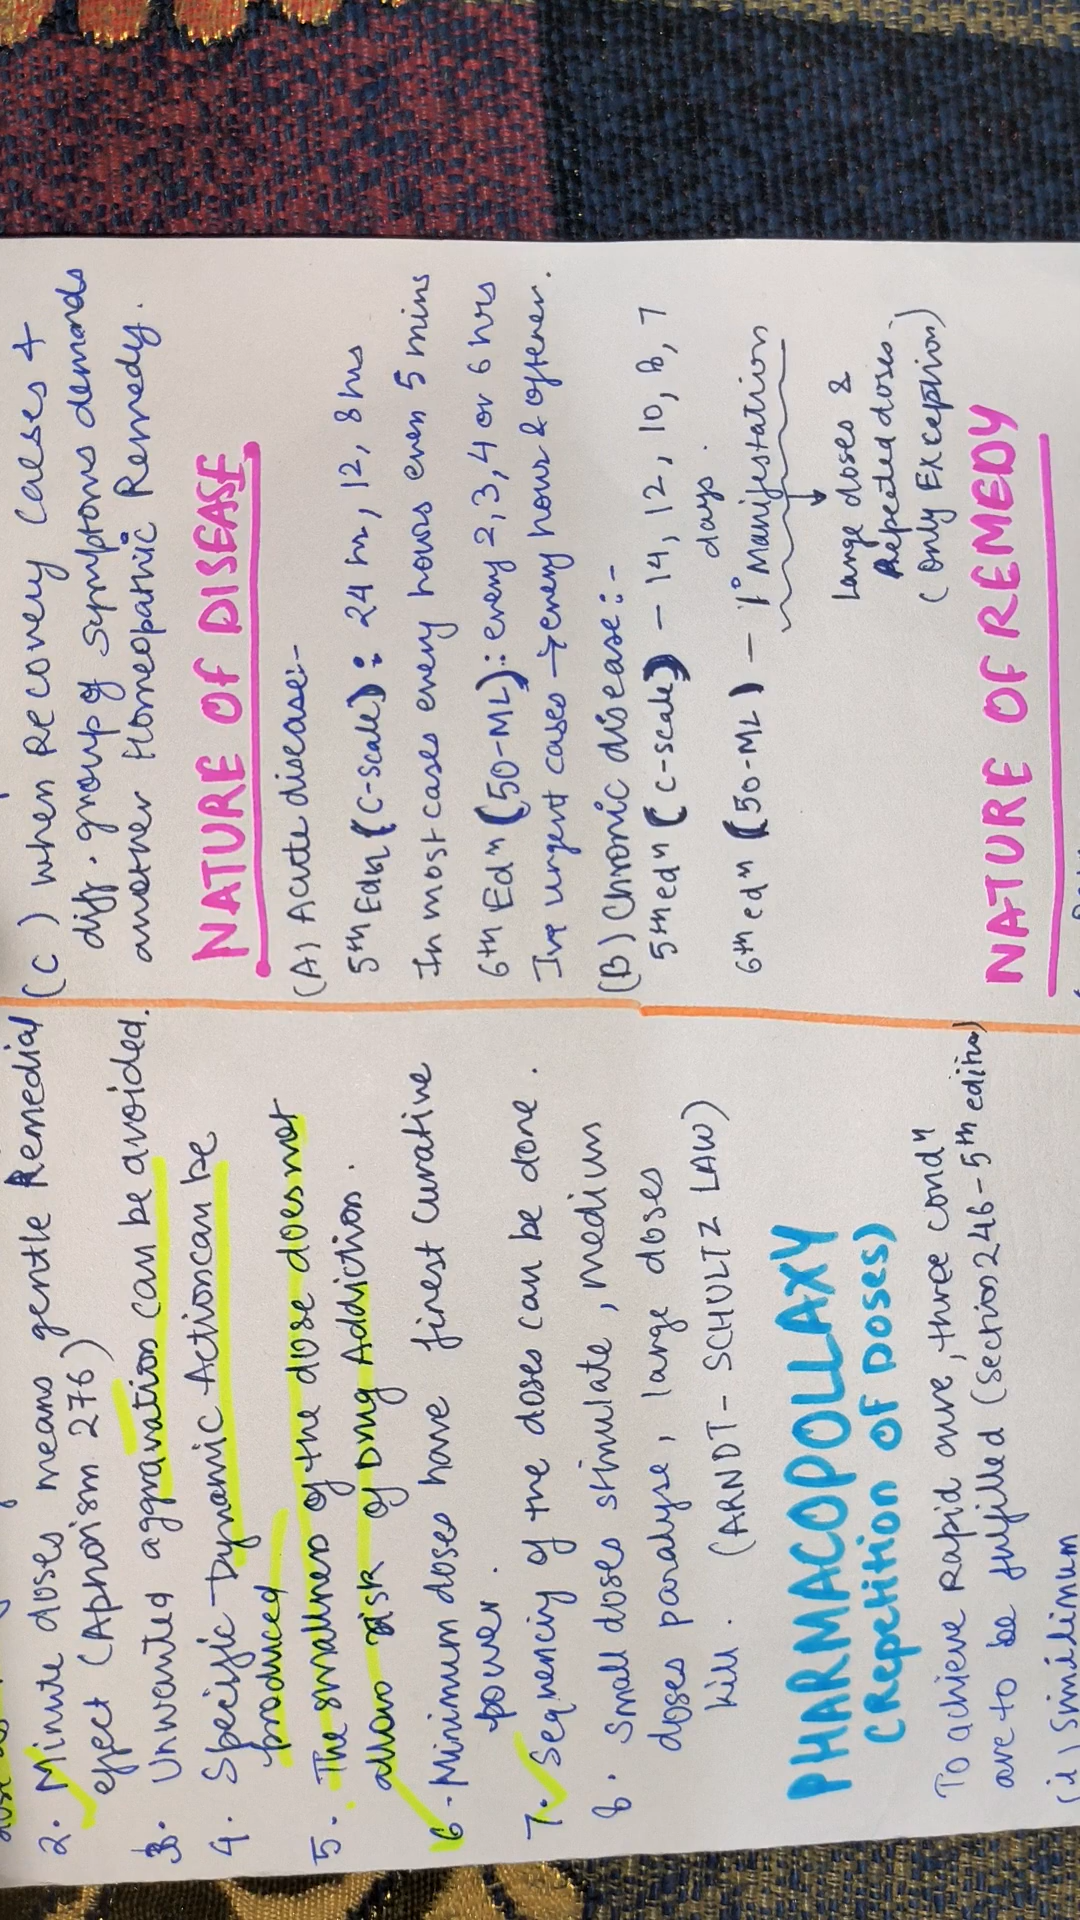 2. Minute doses means gentle Remedial
effect (Aphorism 276)
3. Unwanted aggravation can be avoided.
4. Specific Dynamic Action can be
produced
5. The smallness of the dose does not
allow risk of Drug Addiction.
6. Minimum doses have finest curative
power.
7. Sequenciy of the doses can be done.
8. Small doses stimulate, medium
doses paralyse, large doses
kill. (ARNDT- SCHULTZ LAW)
PHARMACOPOLLAXY
(Repetition OF DOSES)
To achieve Rapid cure, three condⁿ
are to be fulfilled (section 246 - 5th edition)
(i) Similimum
(C) when Recovery Cases &
diff. group of symptoms demands
another Homeopathic Remedy.
NATURE OF DISEASE
(A) Acute disease:-
5th Edn (C-scale): 24 hr, 12, 8 hrs
In most cases every hours even 5 mins
6th Edⁿ (50-ML): every 2, 3, 4 or 6 hrs
urgent cases → every hour & oftener.
(B) Chronic disease:-
5th edⁿ (C-scale) - 14, 12, 10, 8, 7
days.
6th edⁿ (50-ML) - 1° Manifestation
↓
Large doses &
Repeated doses.
(Only Exception)
NATURE OF REMEDY